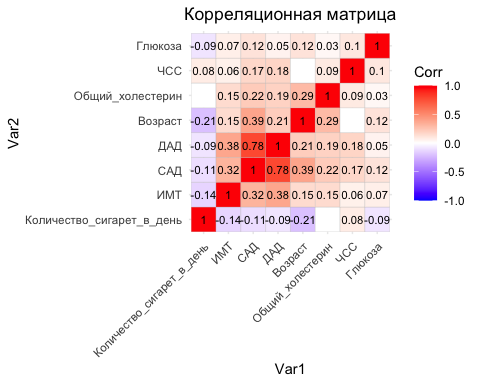 Корреляционная матрица
Var2
Глюкоза -0.09 0.07 0.12 0.05 0.12 0.03 0.1 1
ЧСС 0.08 0.06 0.17 0.18 0.09 1 0.1
Общий_холестерин 0.15 0.22 0.19 0.29 1 0.09 0.03
Возраст -0.21 0.15 0.39 0.21 1 0.29 0.12
ДАД -0.09 0.38 0.78 1 0.21 0.19 0.18 0.05
САД -0.11 0.32 1 0.78 0.39 0.22 0.17 0.12
ИМТ -0.14 1 0.32 0.38 0.15 0.15 0.06 0.07
Количество_сигарет_в_день 1 -0.14 -0.11 -0.09 -0.21 0.08 -0.09
Количество_сигарет_в_день
ИМТ
САД
ДАД
Возраст
Общий_холестерин
ЧСС
Глюкоза
Var1
Corr
1.0
0.5
0.0
-0.5
-1.0